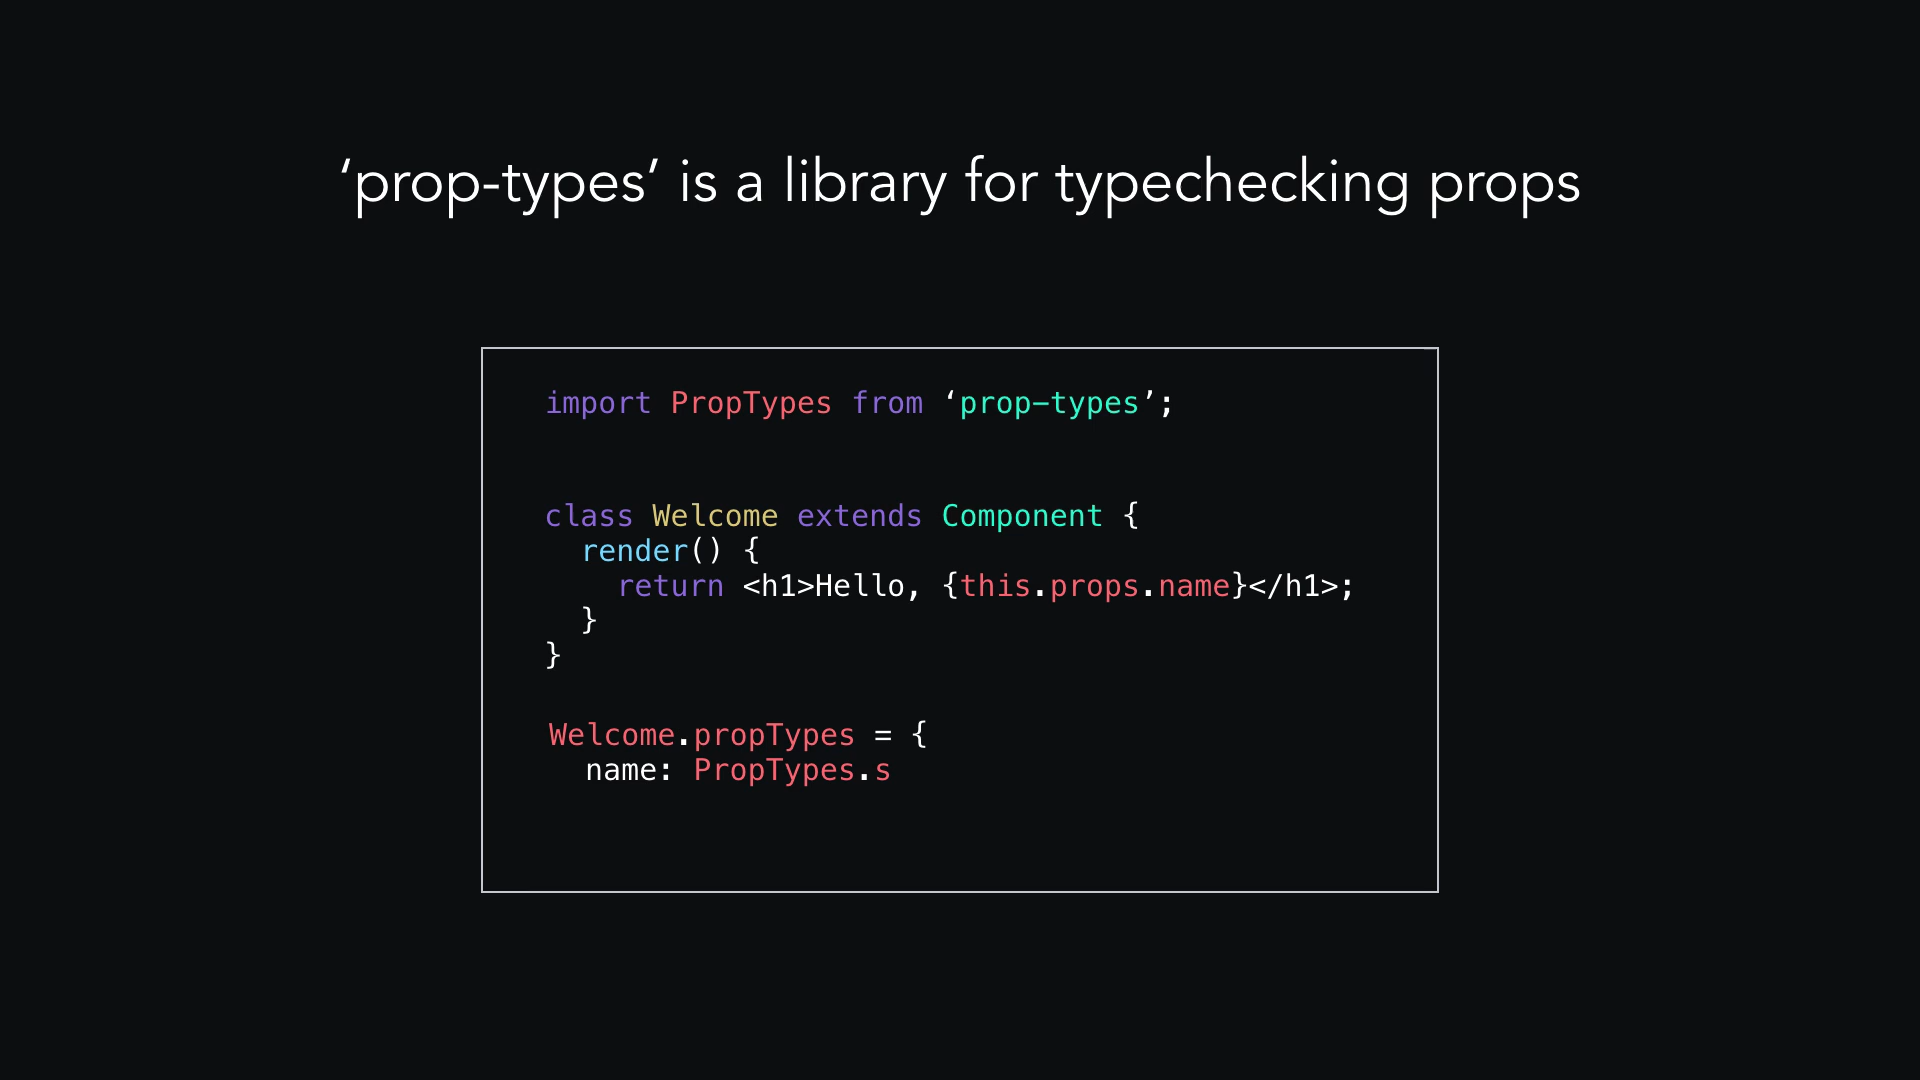 ‘prop-types’ is a library for typechecking props
import PropTypes from ‘prop-types’;
class Welcome extends Component {
  render() {
    return <h1>Hello, {this.props.name}</h1>;
  }
}
Welcome.propTypes = {
  name: PropTypes.s